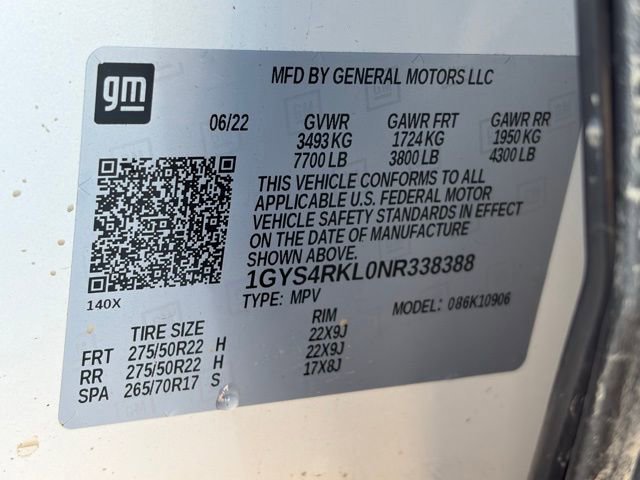 gm
MFD BY GENERAL MOTORS LLC
06/22 GVWR GAWR FRT GAWR RR
3493 KG 1724 KG 1950 KG
7700 LB 3800 LB 4300 LB
THIS VEHICLE CONFORMS TO ALL
APPLICABLE U.S. FEDERAL MOTOR
VEHICLE SAFETY STANDARDS IN EFFECT
ON THE DATE OF MANUFACTURE
SHOWN ABOVE.
1GYS4RKL0NR338388
140X
TYPE: MPV MODEL: 086K10906
TIRE SIZE RIM
FRT 275/50R22 H 22X9J
RR 275/50R22 H 22X9J
SPA 265/70R17 S 17X8J